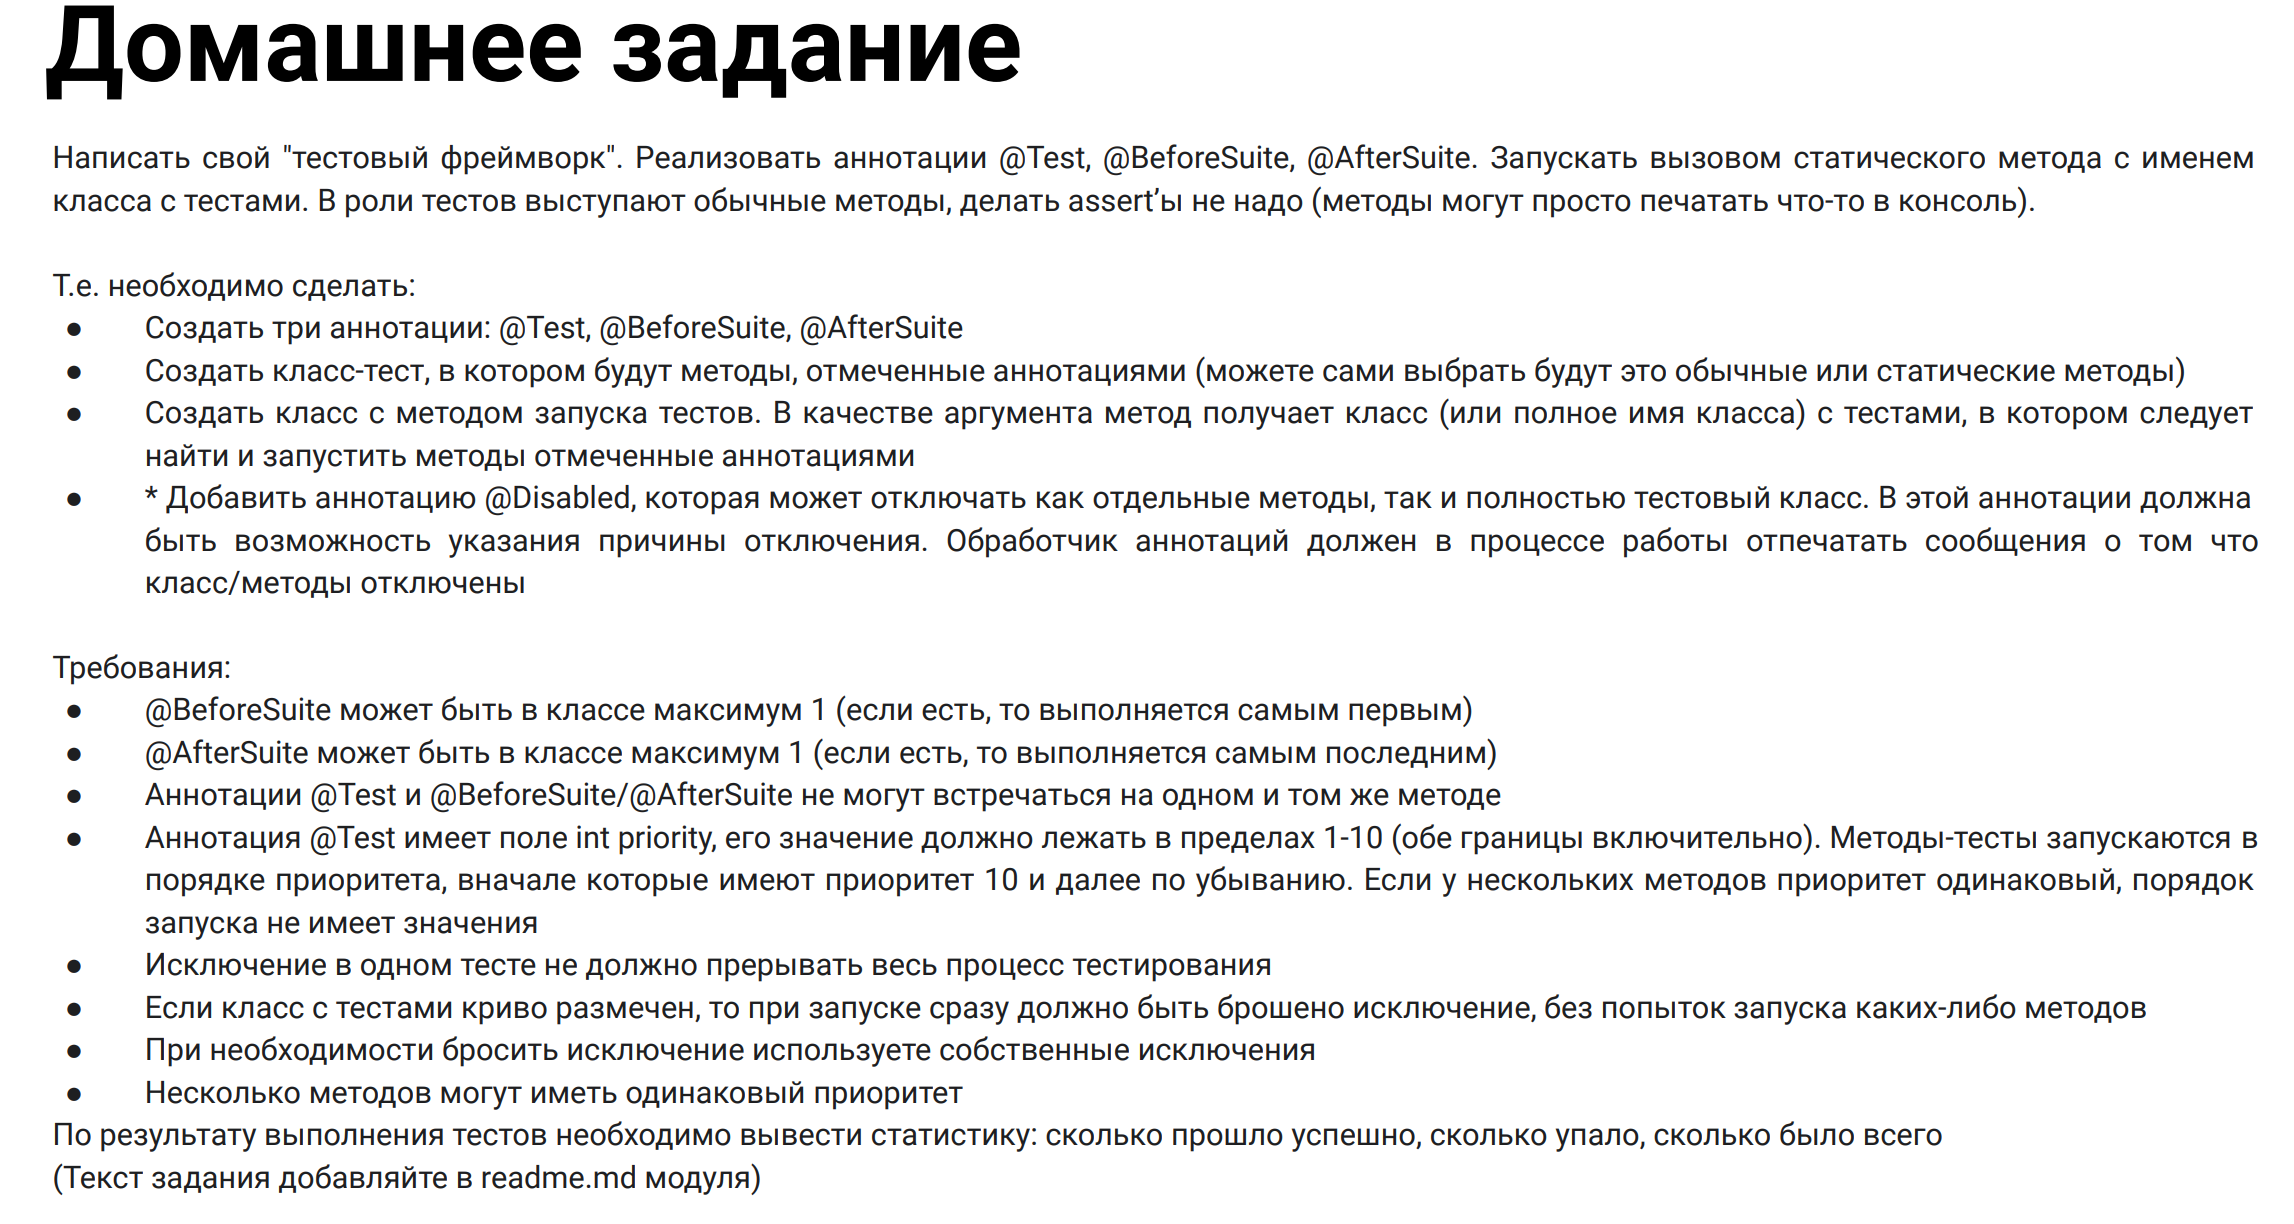 Домашнее задание
Написать свой "тестовый фреймворк". Реализовать аннотации @Test, @BeforeSuite, @AfterSuite. Запускать вызовом статического метода с именем
класса с тестами. В роли тестов выступают обычные методы, делать assert’ы не надо (методы могут просто печатать что-то в консоль).
Т.е. необходимо сделать:
● Создать три аннотации: @Test, @BeforeSuite, @AfterSuite
● Создать класс-тест, в котором будут методы, отмеченные аннотациями (можете сами выбрать будут это обычные или статические методы)
● Создать класс с методом запуска тестов. В качестве аргумента метод получает класс (или полное имя класса) с тестами, в котором следует
найти и запустить методы отмеченные аннотациями
● * Добавить аннотацию @Disabled, которая может отключать как отдельные методы, так и полностью тестовый класс. В этой аннотации должна
быть возможность указания причины отключения. Обработчик аннотаций должен в процессе работы отпечатать сообщения о том что
класс/методы отключены
Требования:
● @BeforeSuite может быть в классе максимум 1 (если есть, то выполняется самым первым)
● @AfterSuite может быть в классе максимум 1 (если есть, то выполняется самым последним)
● Аннотации @Test и @BeforeSuite/@AfterSuite не могут встречаться на одном и том же методе
● Аннотация @Test имеет поле int priority, его значение должно лежать в пределах 1-10 (обе границы включительно). Методы-тесты запускаются в
порядке приоритета, вначале которые имеют приоритет 10 и далее по убыванию. Если у нескольких методов приоритет одинаковый, порядок
запуска не имеет значения
● Исключение в одном тесте не должно прерывать весь процесс тестирования
● Если класс с тестами криво размечен, то при запуске сразу должно быть брошено исключение, без попыток запуска каких-либо методов
● При необходимости бросить исключение используете собственные исключения
● Несколько методов могут иметь одинаковый приоритет
По результату выполнения тестов необходимо вывести статистику: сколько прошло успешно, сколько упало, сколько было всего
(Текст задания добавляйте в readme.md модуля)